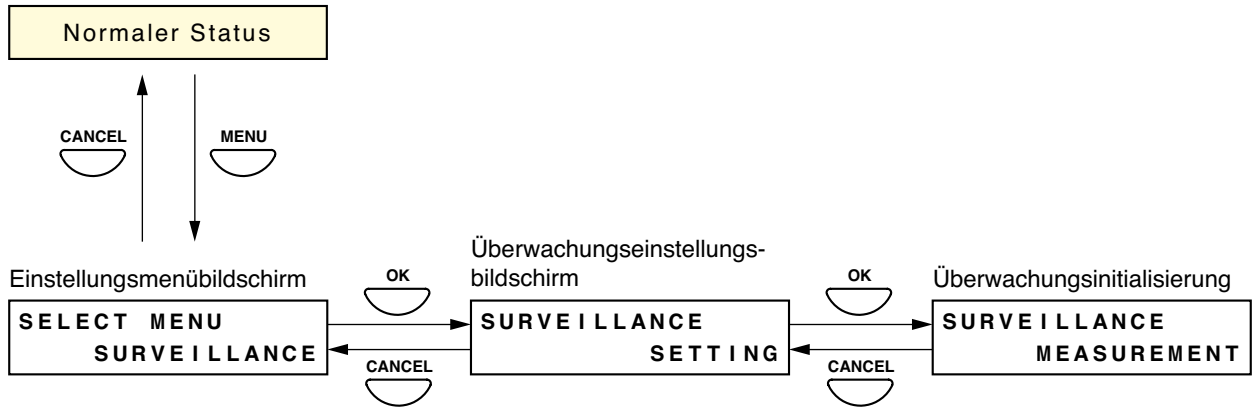 Normaler Status
CANCEL
MENU
Einstellungsmenübildschirm
SELECT MENU
SURVEILLANCE
OK
CANCEL
Überwachungseinstellungs-
bildschirm
SURVEILLANCE
SETTING
OK
CANCEL
Überwachungsinitialisierung
SURVEILLANCE
MEASUREMENT